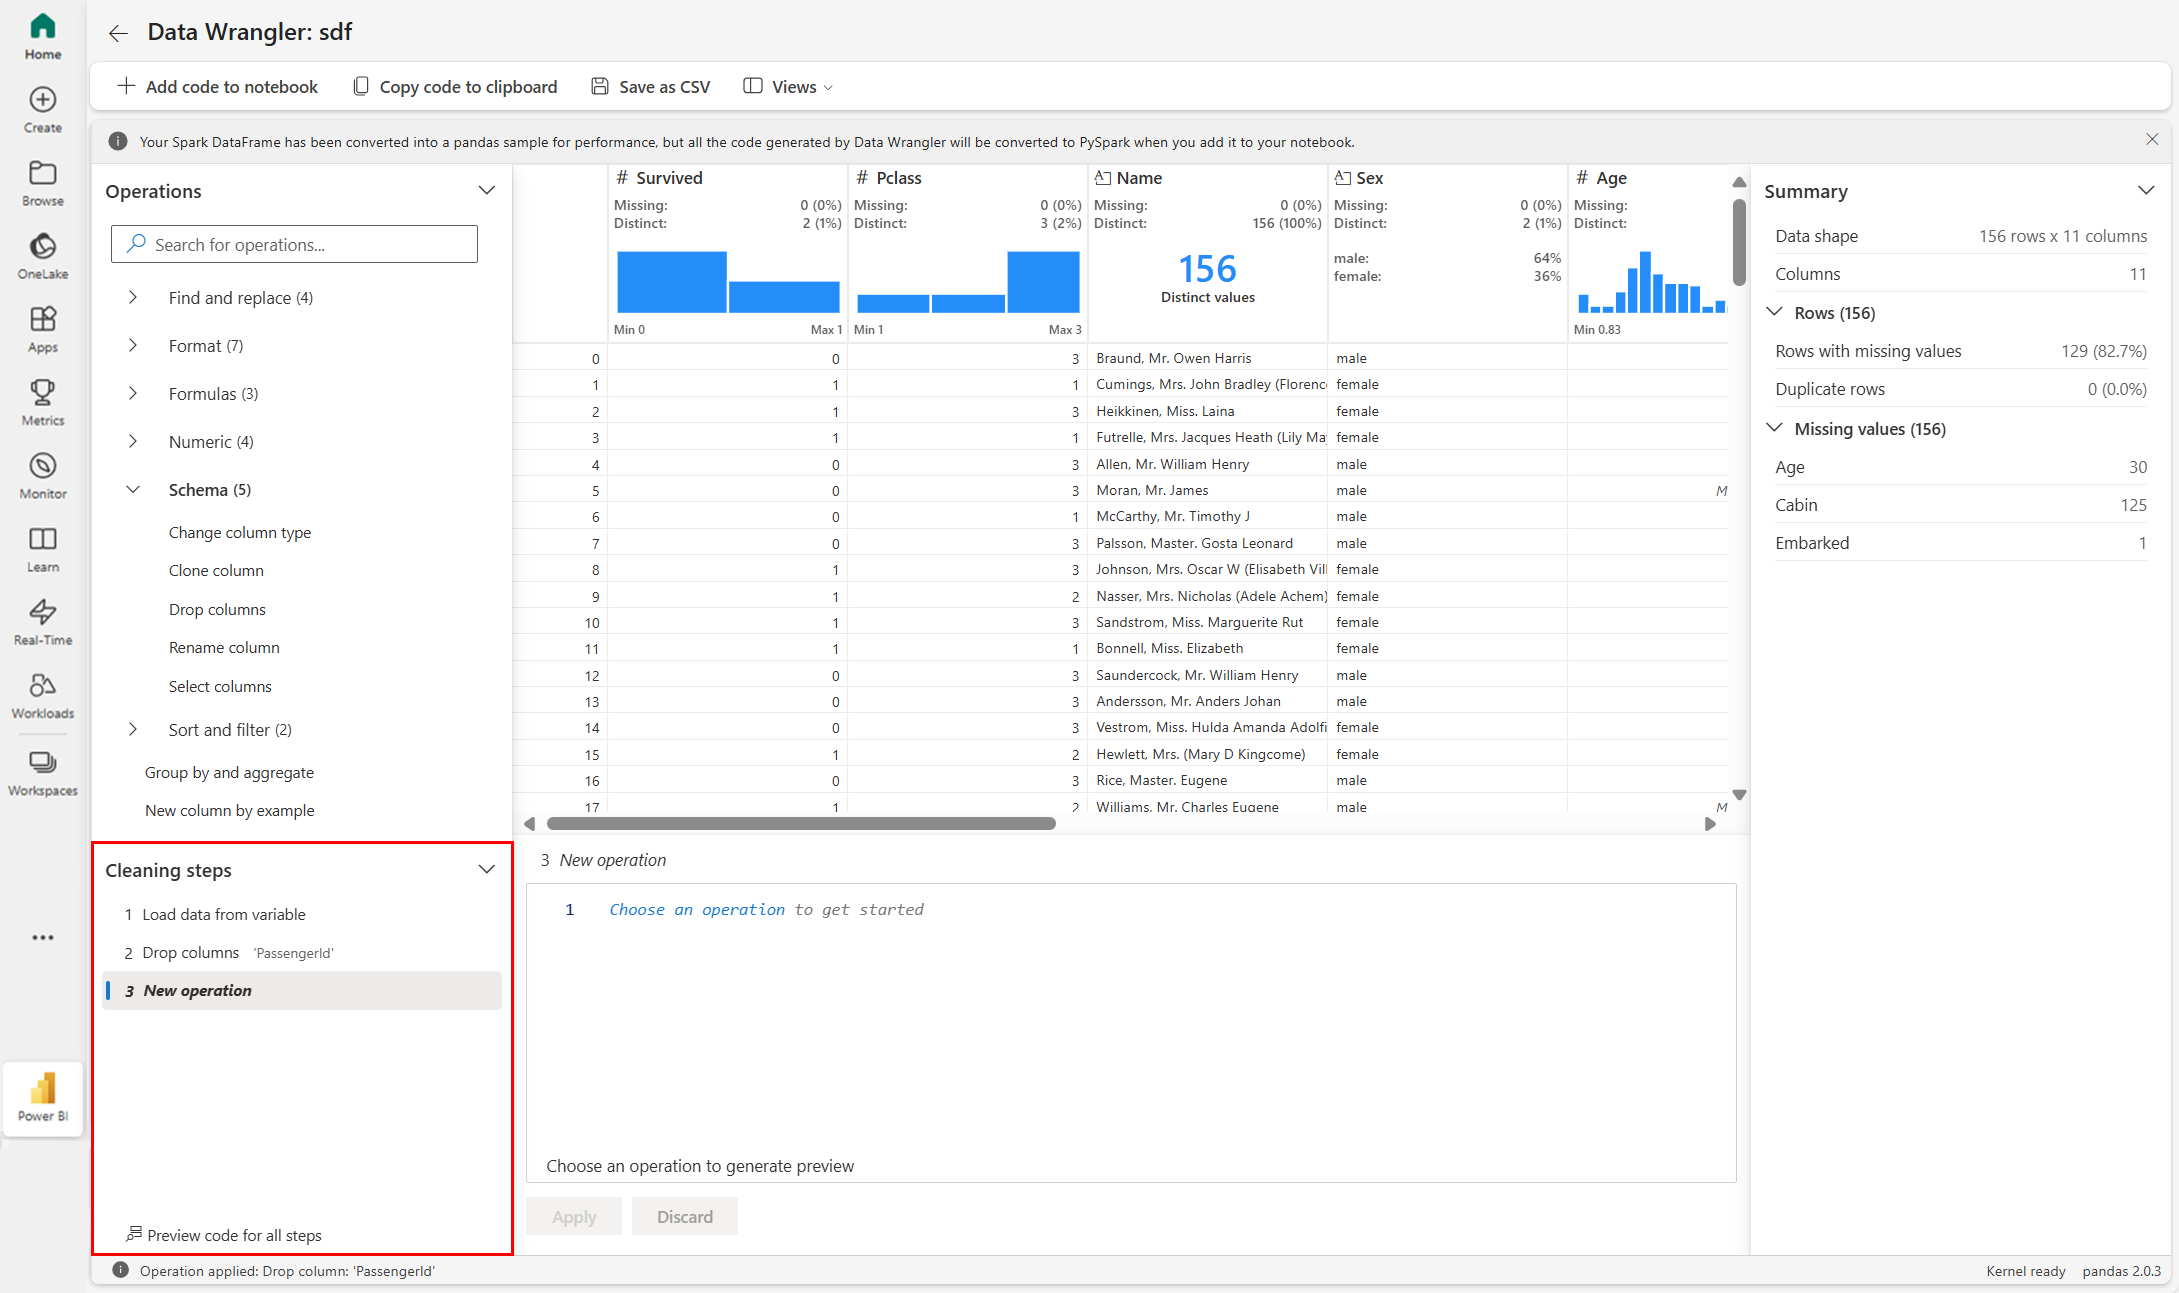 Home
Create
Browse
OneLake
Apps
Metrics
Monitor
Learn
Real-Time
Workloads
Workspaces
Power BI
Data Wrangler: sdf
Add code to notebook
Copy code to clipboard
Save as CSV
Views
Your Spark DataFrame has been converted into a pandas sample for performance, but all the code generated by Data Wrangler will be converted to PySpark when you add it to your notebook.
Operations
Search for operations...
Find and replace (4)
Format (7)
Formulas (3)
Numeric (4)
Schema (5)
Change column type
Clone column
Drop columns
Rename column
Select columns
Sort and filter (2)
Group by and aggregate
New column by example
Cleaning steps
1 Load data from variable
2 Drop columns 'PassengerId'
3 New operation
Preview code for all steps
# Survived
Missing: 0 (0%)
Distinct: 2 (1%)
Min 0 Max 1
# Pclass
Missing: 0 (0%)
Distinct: 3 (2%)
Min 1 Max 3
Name
Missing: 0 (0%)
Distinct: 156 (100%)
156
Distinct values
Sex
Missing: 0 (0%)
Distinct: 2 (1%)
male: 64%
female: 36%
# Age
Missing:
Distinct:
Min 0.83
0 0 3 Braund, Mr. Owen Harris male
1 1 1 Cumings, Mrs. John Bradley (Florenc female
2 1 3 Heikkinen, Miss. Laina female
3 1 1 Futrelle, Mrs. Jacques Heath (Lily Ma female
4 0 3 Allen, Mr. William Henry male
5 0 3 Moran, Mr. James male M
6 0 1 McCarthy, Mr. Timothy J male
7 0 3 Palsson, Master. Gosta Leonard male
8 1 3 Johnson, Mrs. Oscar W (Elisabeth Vil female
9 1 2 Nasser, Mrs. Nicholas (Adele Achem) female
10 1 3 Sandstrom, Miss. Marguerite Rut female
11 1 1 Bonnell, Miss. Elizabeth female
12 0 3 Saundercock, Mr. William Henry male
13 0 3 Andersson, Mr. Anders Johan male
14 0 3 Vestrom, Miss. Hulda Amanda Adolfi female
15 1 2 Hewlett, Mrs. (Mary D Kingcome) female
16 0 3 Rice, Master. Eugene male
17 1 2 Williams, Mr. Charles Eugene male M
3 New operation
1 Choose an operation to get started
Choose an operation to generate preview
Apply
Discard
Summary
Data shape 156 rows x 11 columns
Columns 11
Rows (156)
Rows with missing values 129 (82.7%)
Duplicate rows 0 (0.0%)
Missing values (156)
Age 30
Cabin 125
Embarked 1
Operation applied: Drop column: 'PassengerId'
Kernel ready pandas 2.0.3